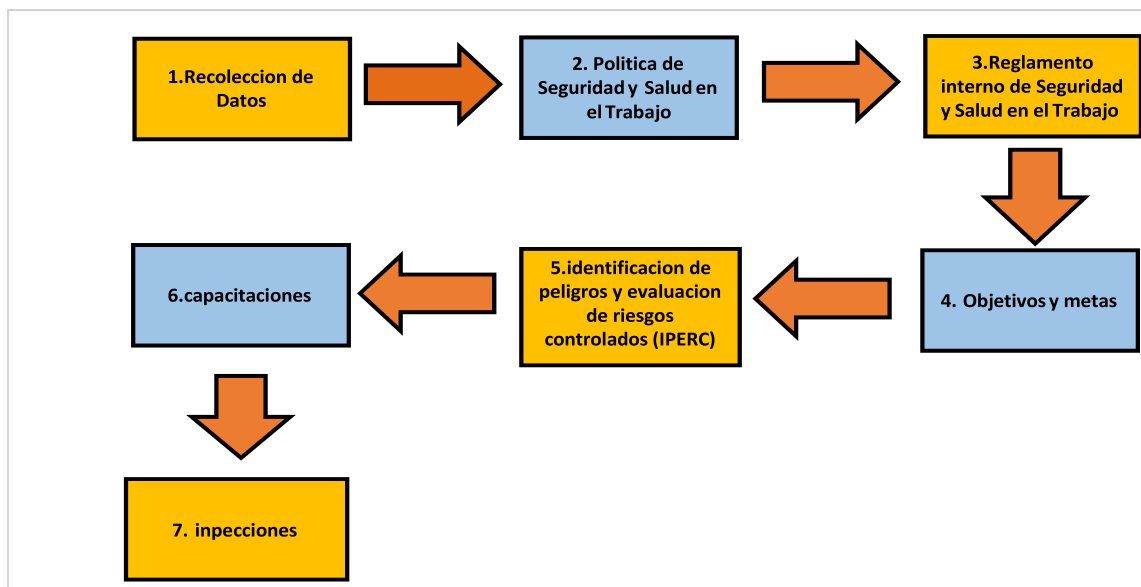 1.Recoleccion de
Datos
2. Politica de
Seguridad y Salud en
el Trabajo
3.Reglamento
interno de Seguridad
y Salud en el Trabajo
4. Objetivos y metas
5.identificacion de
peligros y evaluacion
de riesgos
controlados (IPERC)
6.capacitaciones
7. inpecciones